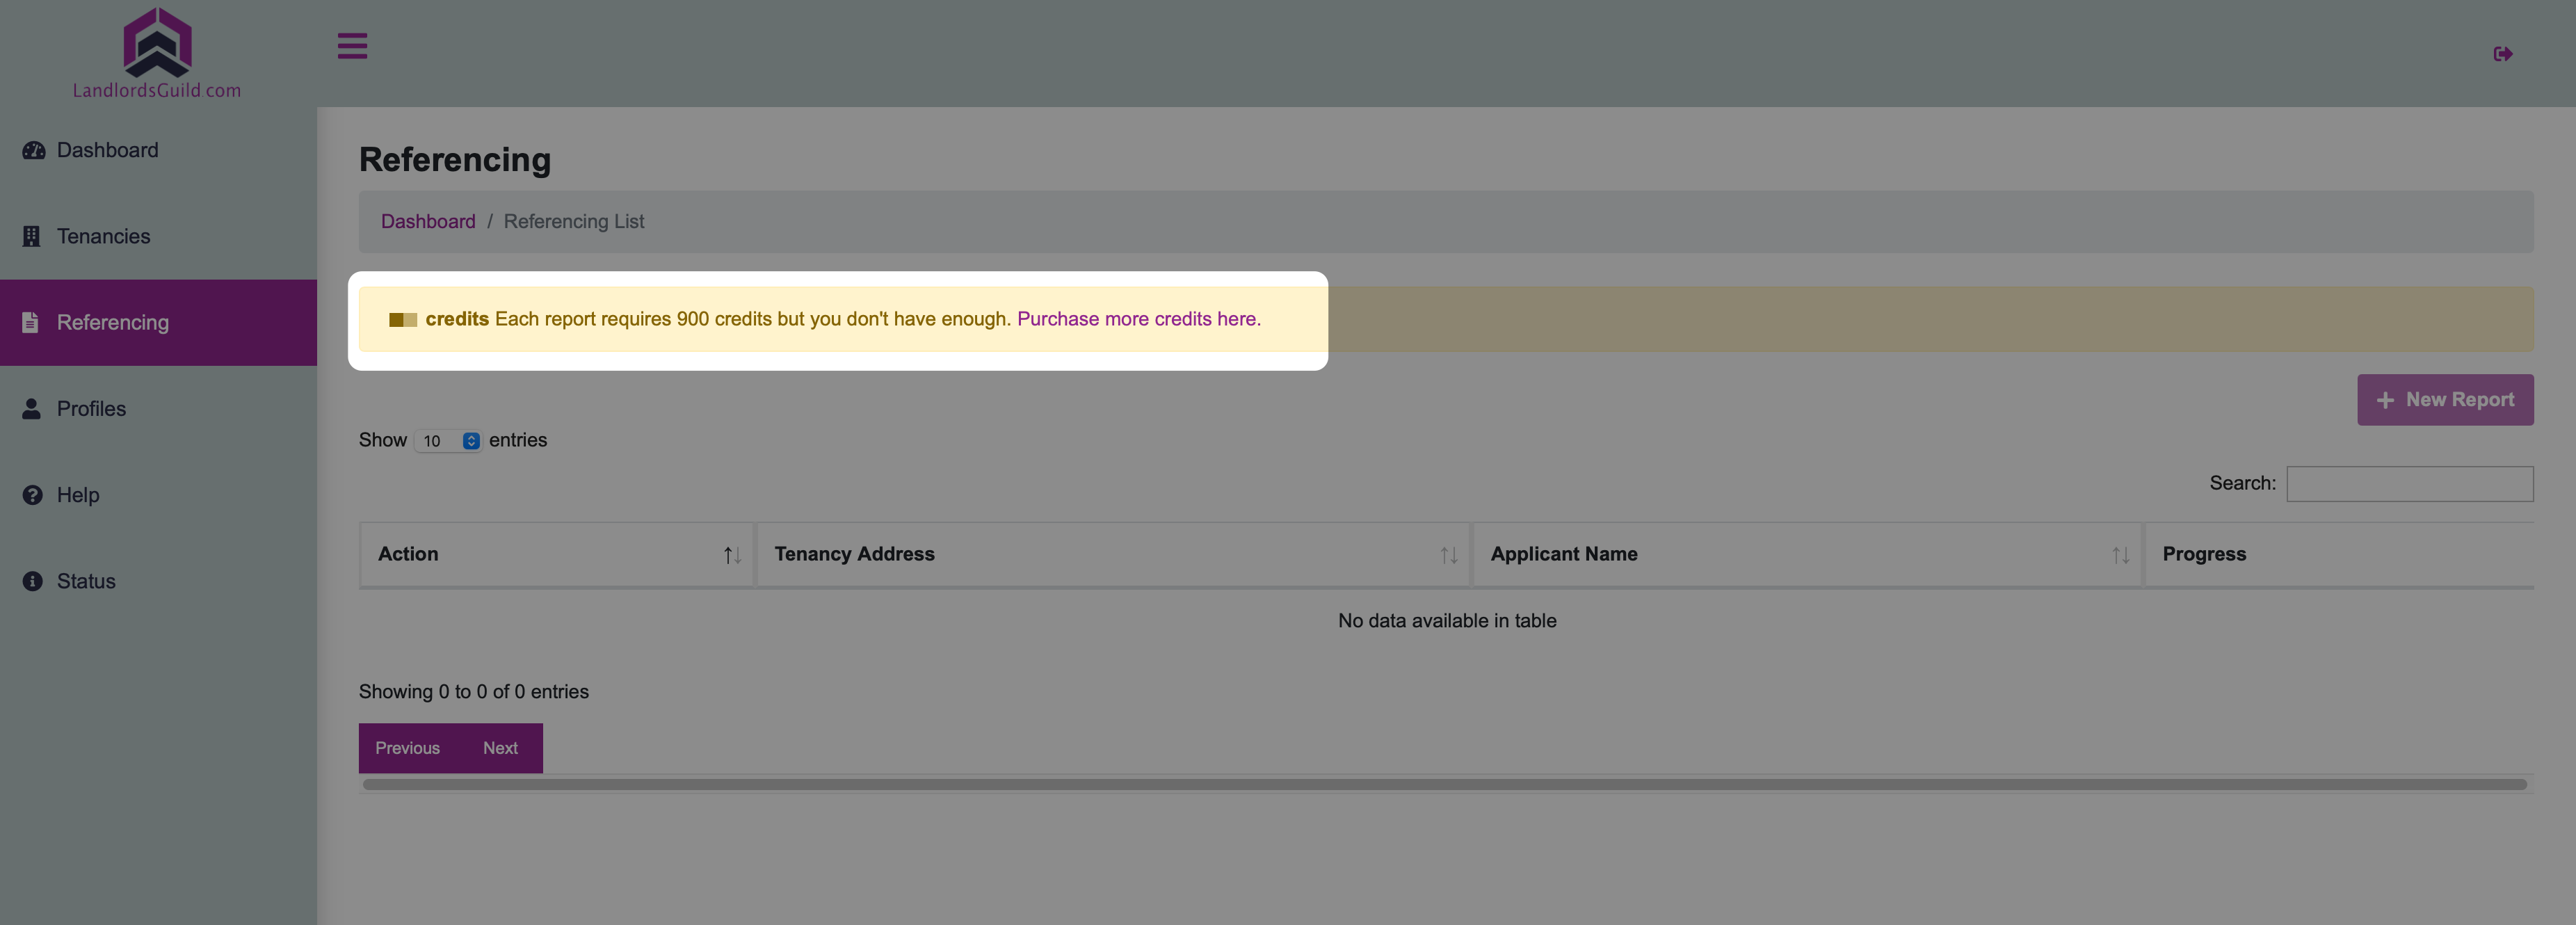 LandlordsGuild.com
Dashboard
Tenancies
Referencing
Profiles
Help
Status
Referencing
Dashboard / Referencing List
credits Each report requires 900 credits but you don't have enough. Purchase more credits here.
+ New Report
Show 10 entries
Search:
Action Tenancy Address Applicant Name Progress
No data available in table
Showing 0 to 0 of 0 entries
Previous Next